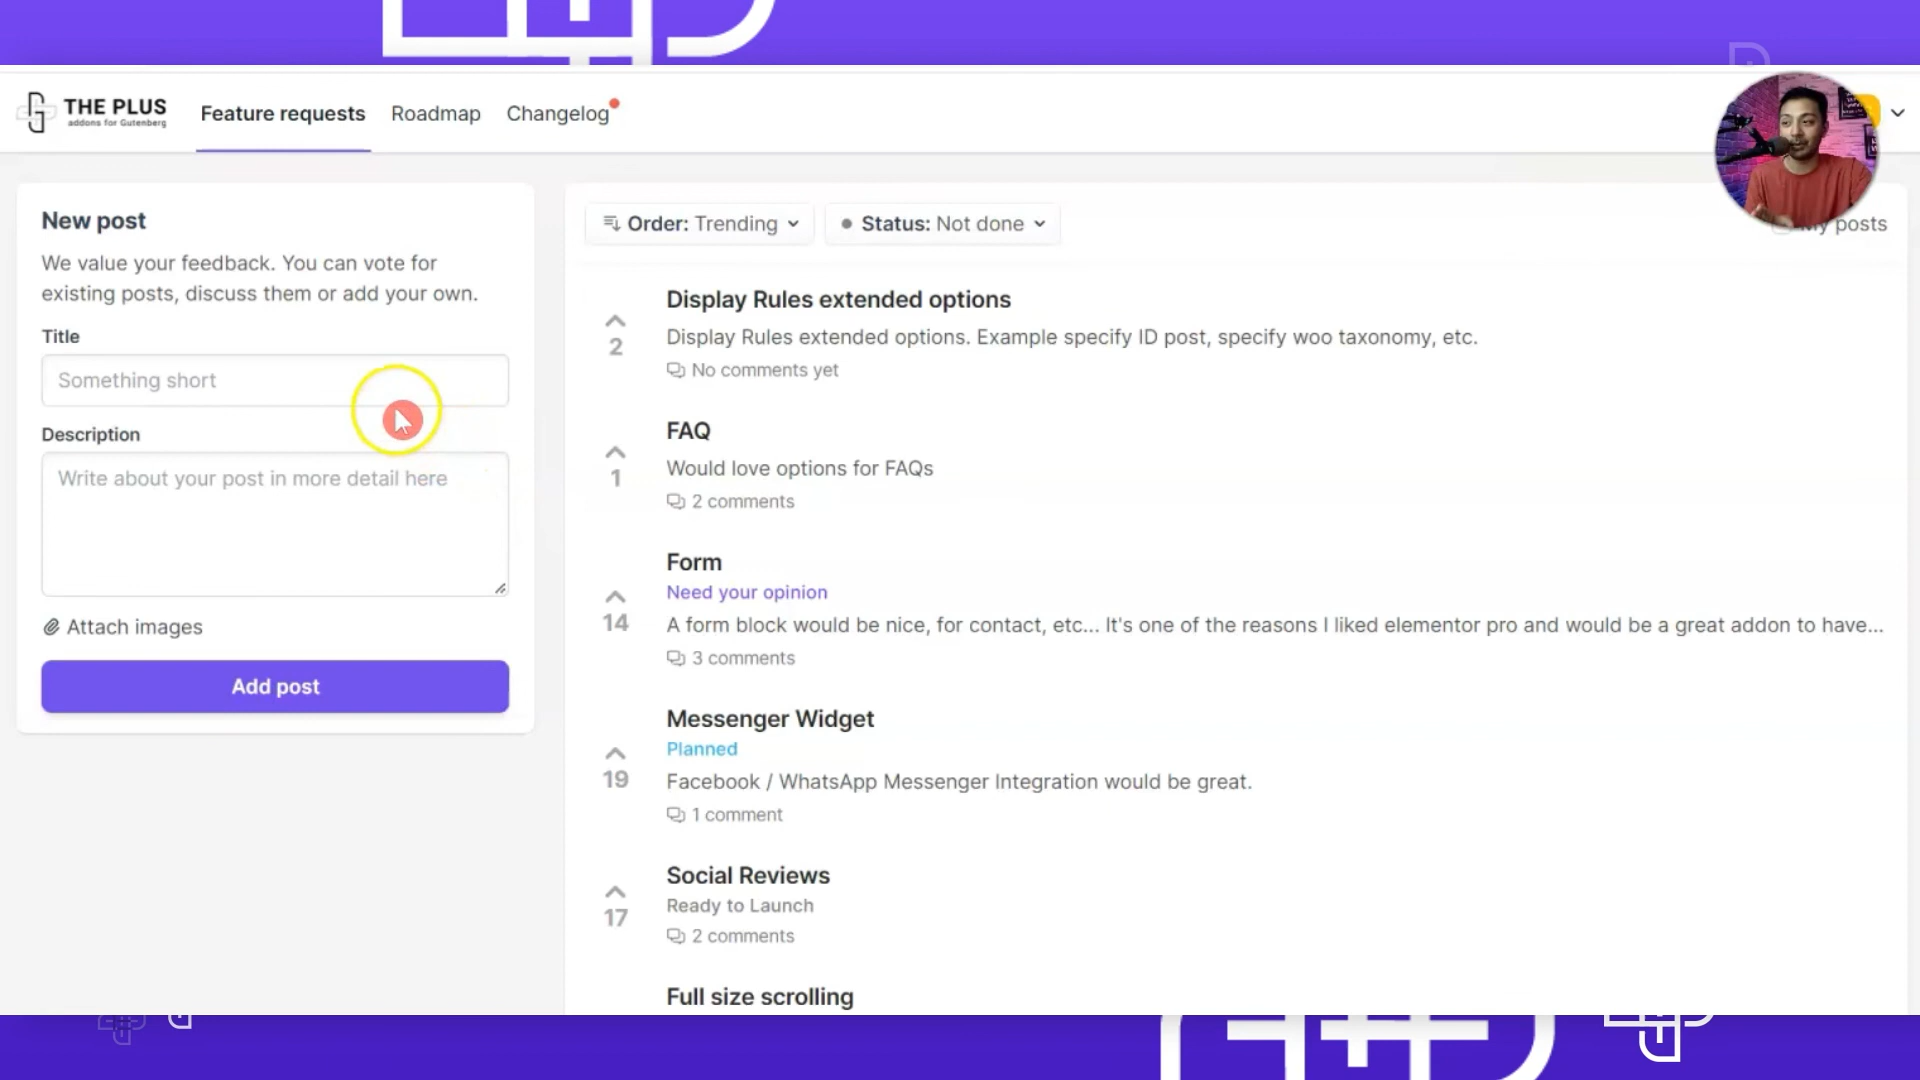 THE PLUS
addons for Gutenberg
Feature requests
Roadmap
Changelog
New post
We value your feedback. You can vote for
existing posts, discuss them or add your own.
Title
Something short
Description
Write about your post in more detail here
Attach images
Add post
Order: Trending
Status: Not done
My posts
2
Display Rules extended options
Display Rules extended options. Example specify ID post, specify woo taxonomy, etc.
No comments yet
1
FAQ
Would love options for FAQs
2 comments
14
Form
Need your opinion
A form block would be nice, for contact, etc... It's one of the reasons I liked elementor pro and would be a great addon to have...
3 comments
19
Messenger Widget
Planned
Facebook / WhatsApp Messenger Integration would be great.
1 comment
17
Social Reviews
Ready to Launch
2 comments
Full size scrolling